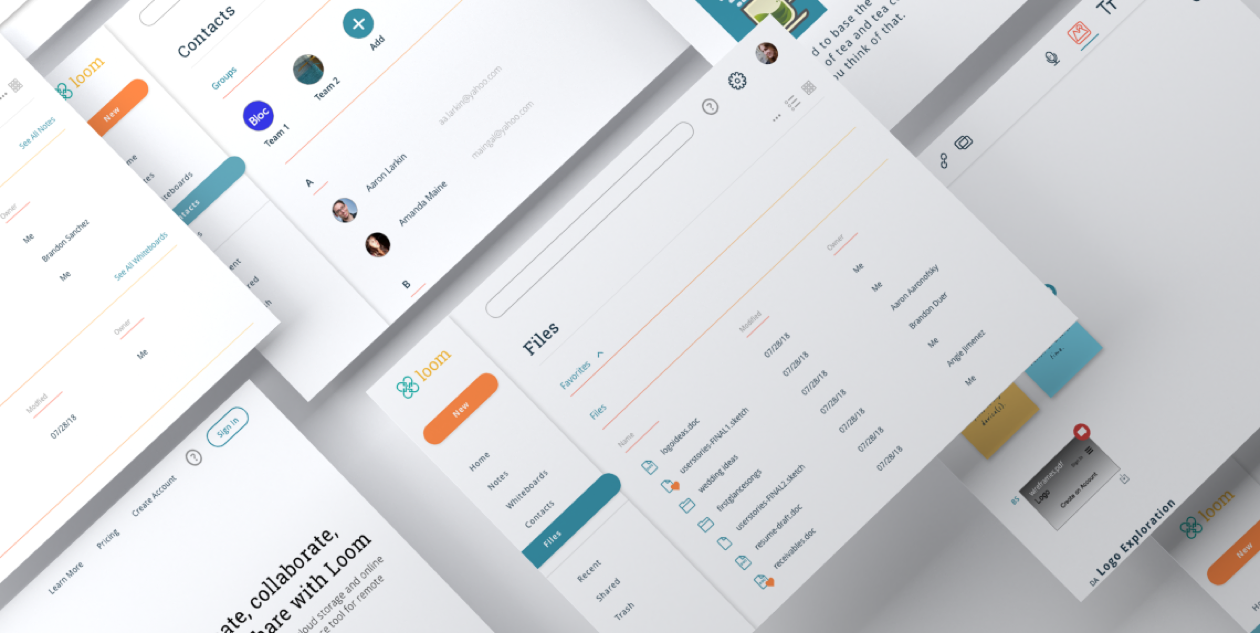 See All Notes
Owner
Me
Brandon Sanchez
Me
See All Whiteboards
Owner
Me
Modified
07/28/18
loom
New
Contacts
Groups
Add
Bloc
Team 1
Team 2
A
Aaron Larkin
aa.larkin@yahoo.com
Amanda Maine
maingal@yahoo.com
B
d to base the
of tea and tea c
ou think of that.
Tr
loom
New
Home
Notes
Whiteboards
Contacts
Files
Recent
Shared
Trash
?
Files
Favorites
Files
Name
Modified
Owner
logoideas.doc
07/28/18
Me
userstories-FINAL1.sketch
07/28/18
Me
wedding ideas
07/28/18
Aaron Aaronofsky
firstglancesongs
07/28/18
Brandon Duer
userstories-FINAL2.sketch
07/28/18
Me
resume-draft.doc
07/28/18
Angie Jimenez
receivables.doc
07/28/18
Me
Learn More
Pricing
Create Account
?
Sign In
ate, collaborate,
hare with Loom
loud storage and online
ce tool for remote
BS
wireframes.pdf
Logo
Sign In
Create an Account
DA
Logo Exploration
loom
New